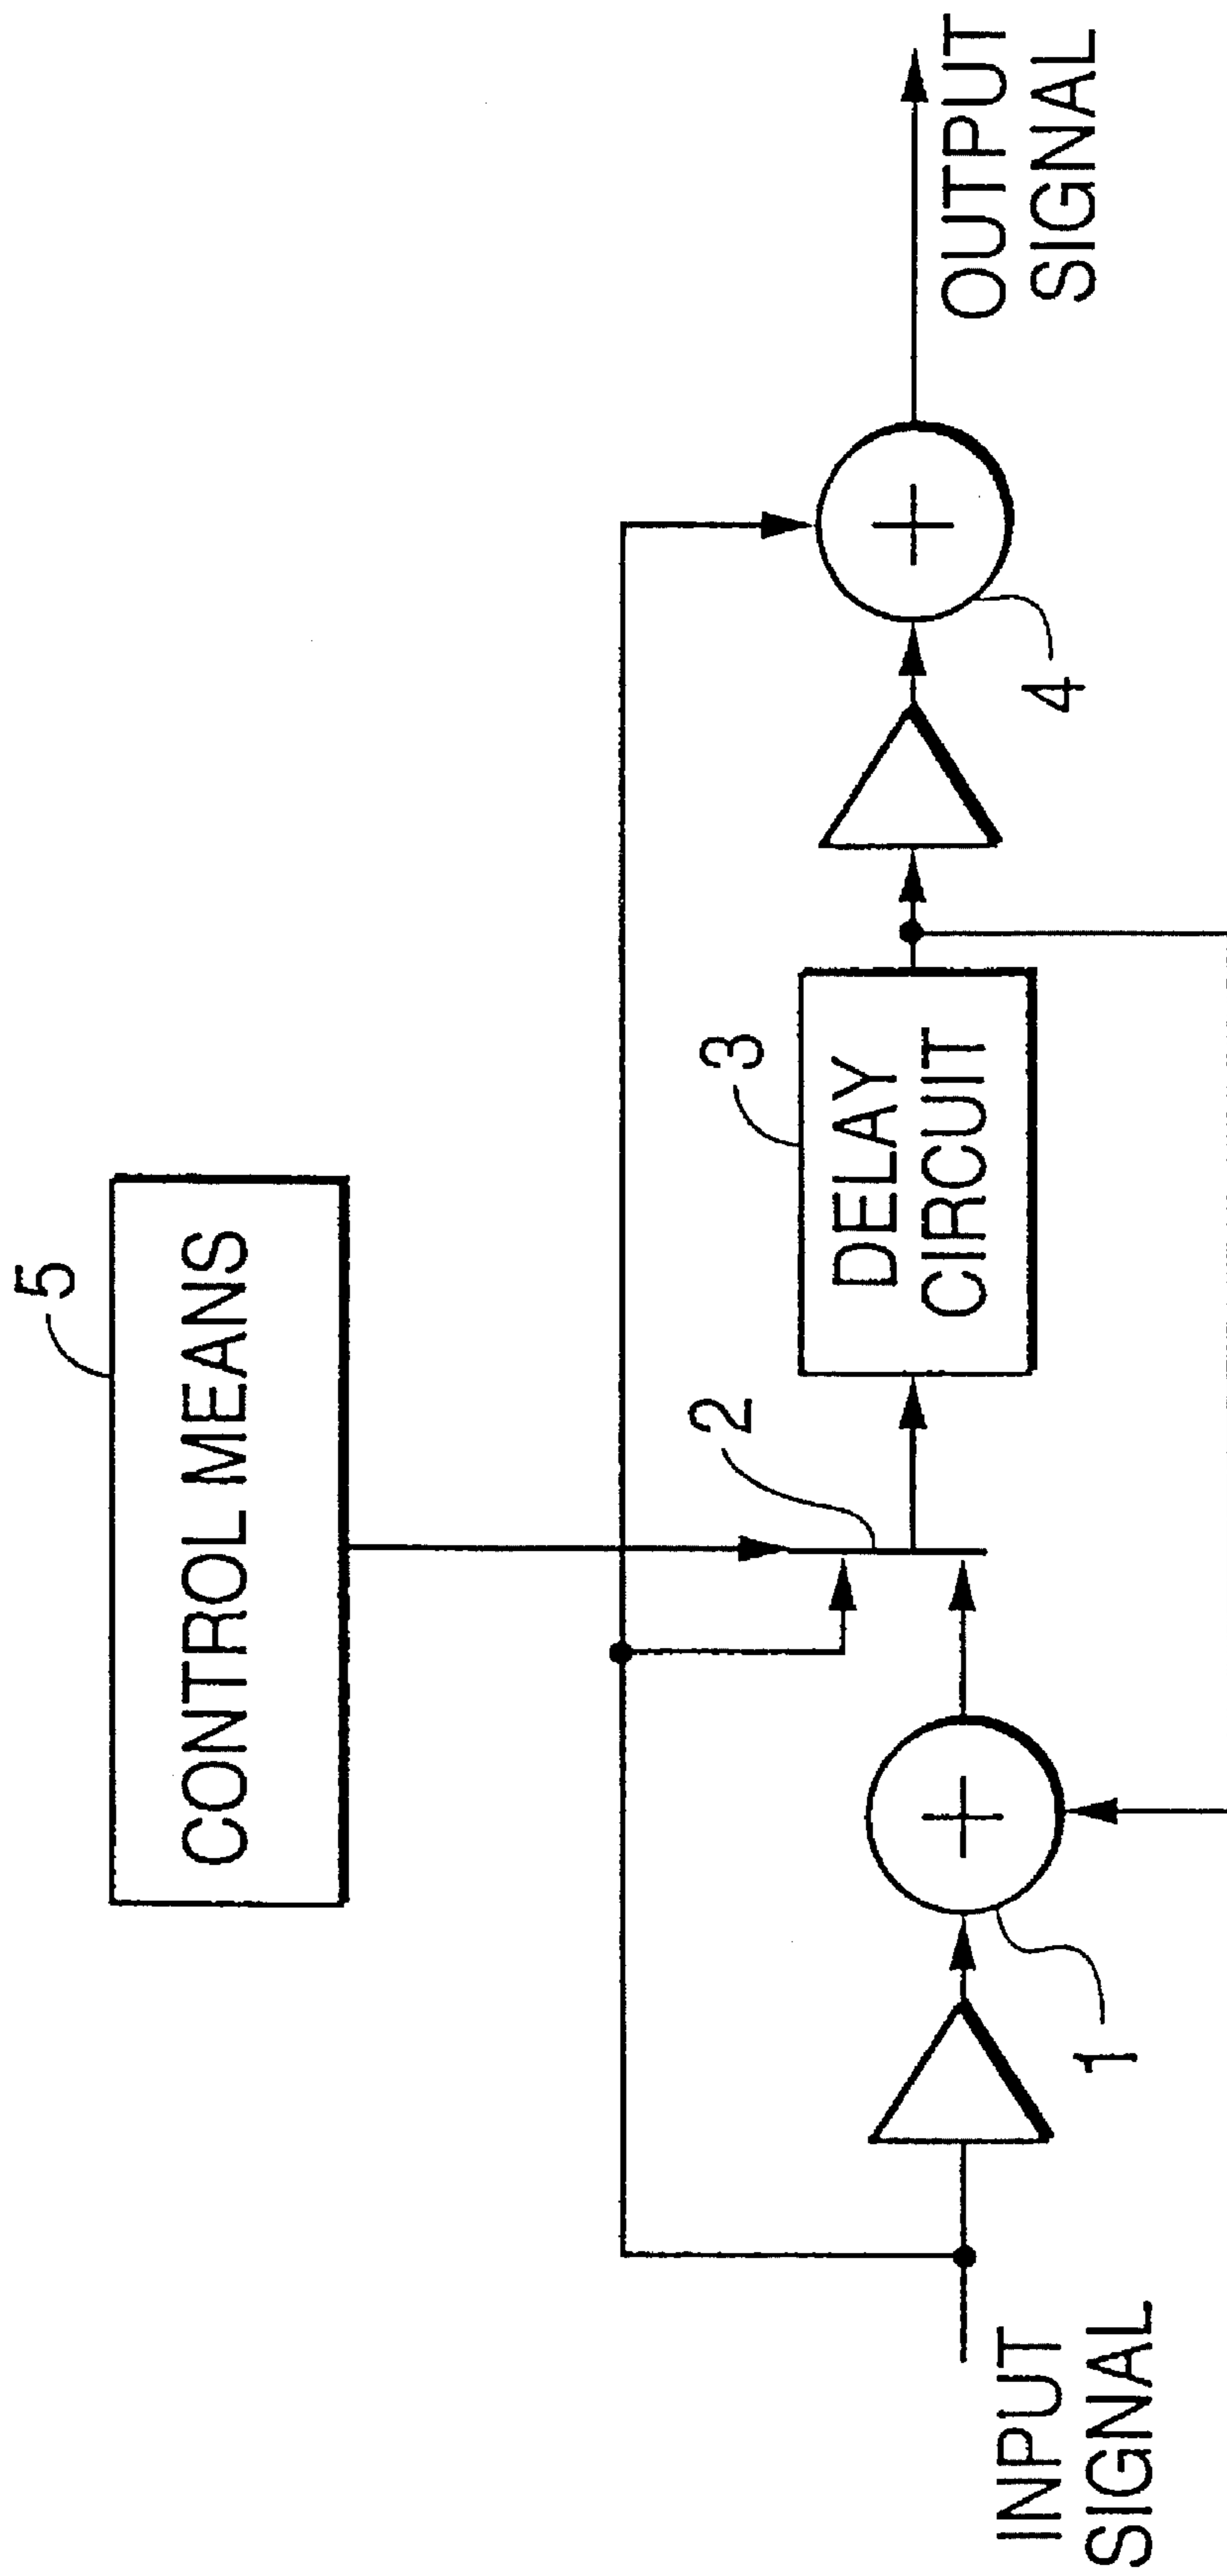 5
CONTROL MEANS
2
3
DELAY
CIRCUIT
1
4
INPUT
SIGNAL
OUTPUT
SIGNAL